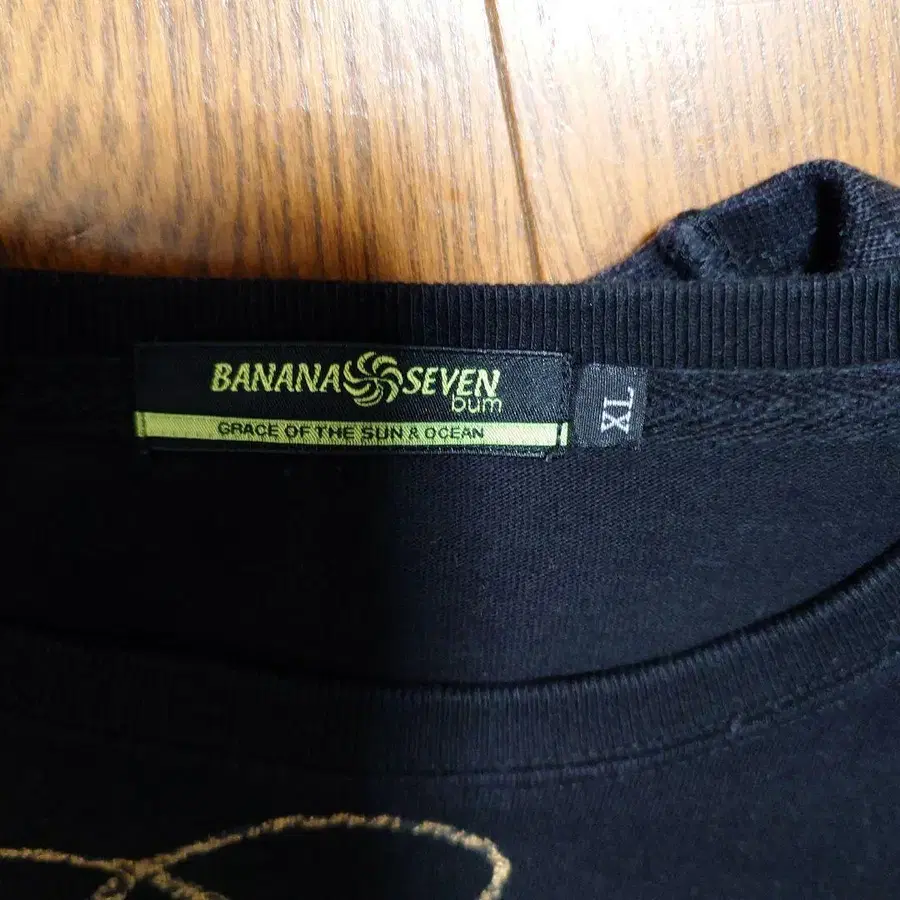 BANANA SEVEN
bum
GRACE OF THE SUN & OCEAN
XL